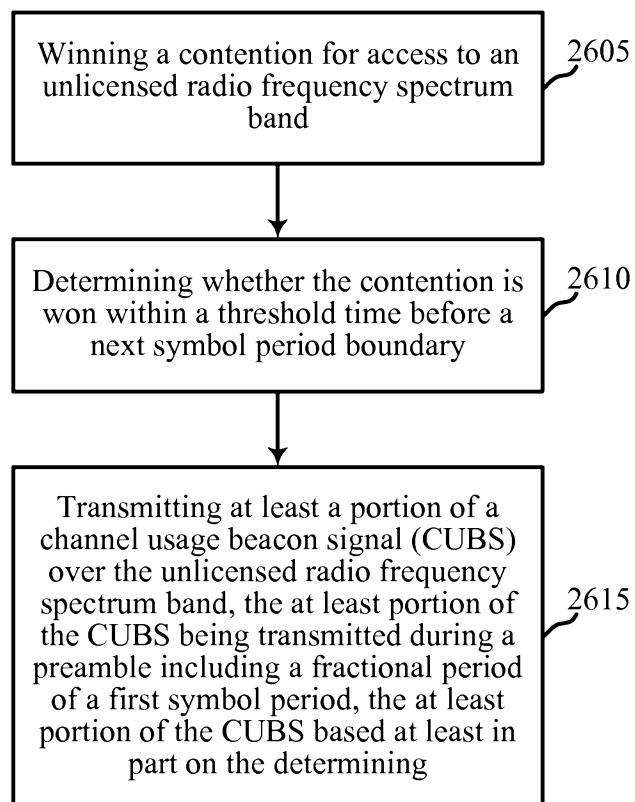 Winning a contention for access to an
unlicensed radio frequency spectrum
band
2605
Determining whether the contention is
won within a threshold time before a
next symbol period boundary
2610
Transmitting at least a portion of a
channel usage beacon signal (CUBS)
over the unlicensed radio frequency
spectrum band, the at least portion of
the CUBS being transmitted during a
preamble including a fractional period
of a first symbol period, the at least
portion of the CUBS based at least in
part on the determining
2615